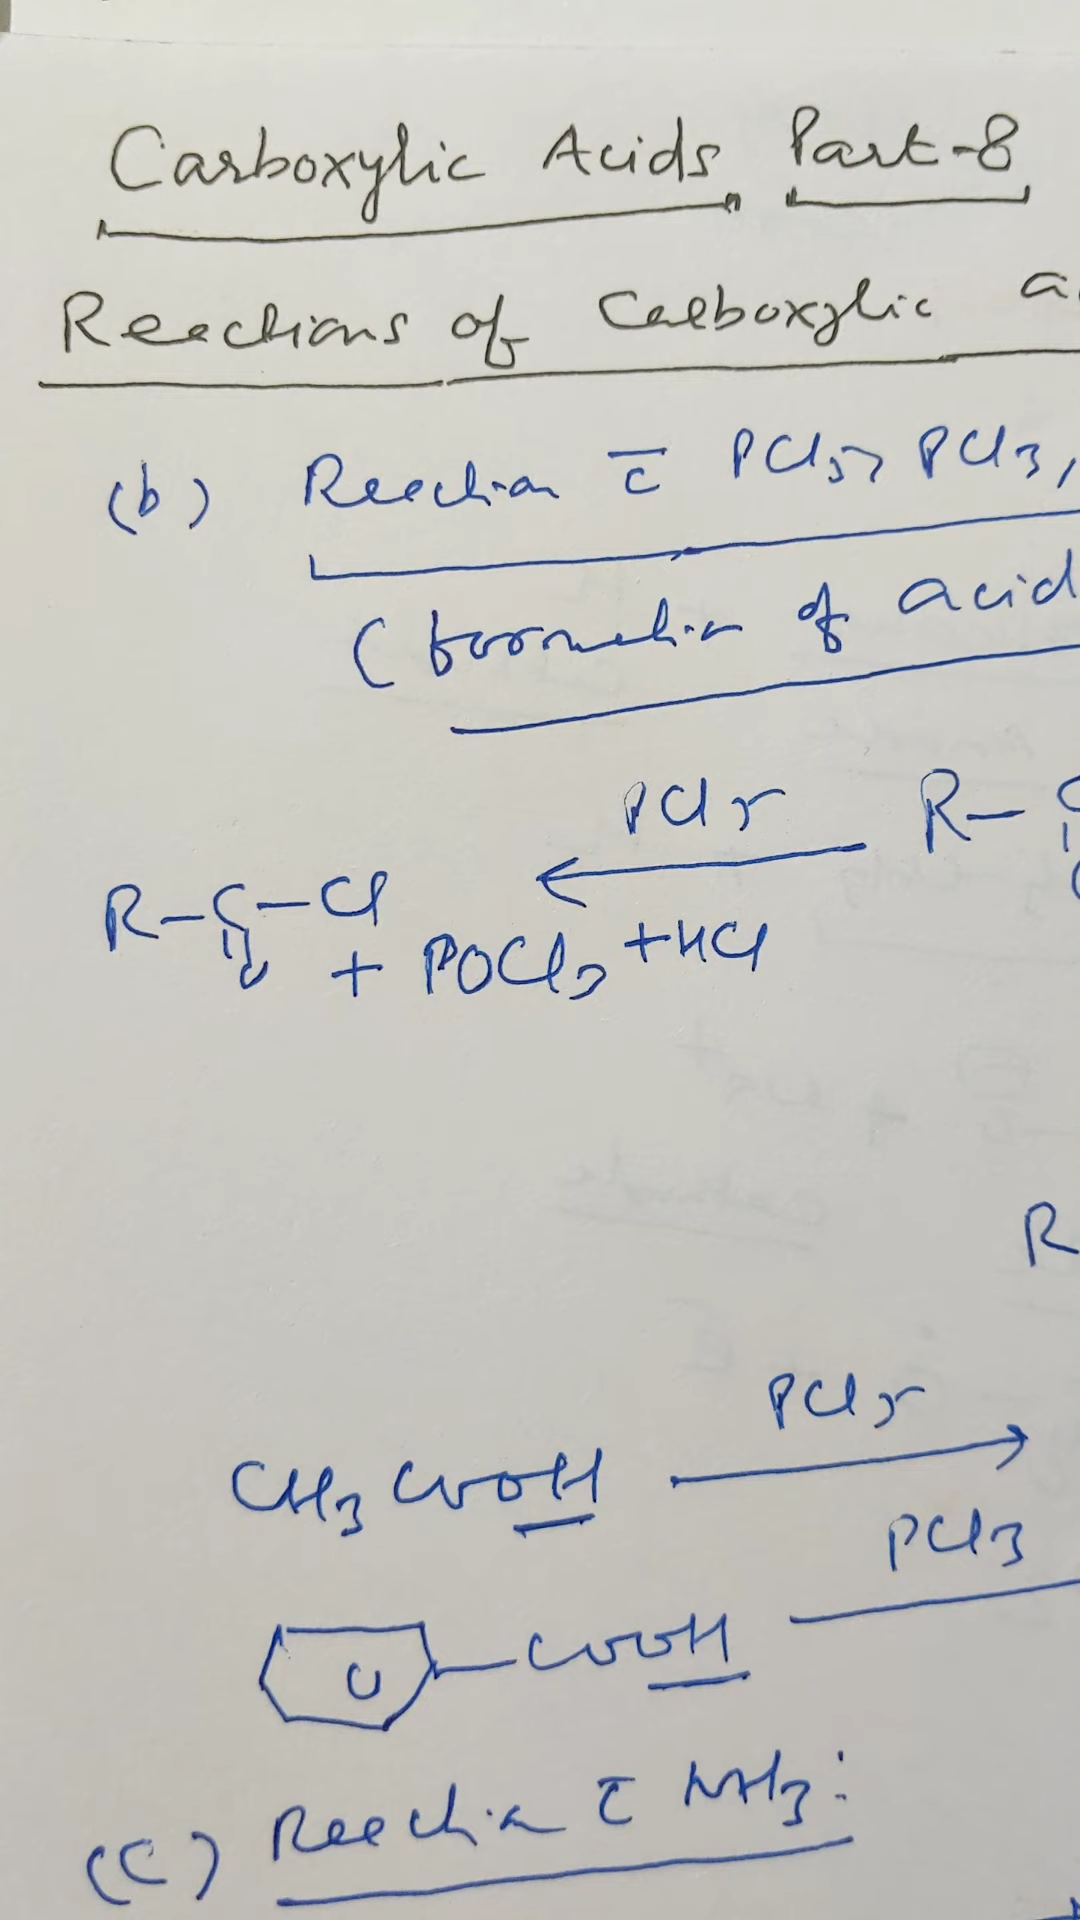 Carboxylic Acids Part-8
Reactions of Carboxylic a
(b) Reaction c̄ PCl5, PCl3,
(formation of acid
PCl5 R-
R-C-Cl
O + POCl3 + HCl
R
PCl5
CH3COOH
PCl3
COOH
(c) Reaction c̄ NH3: